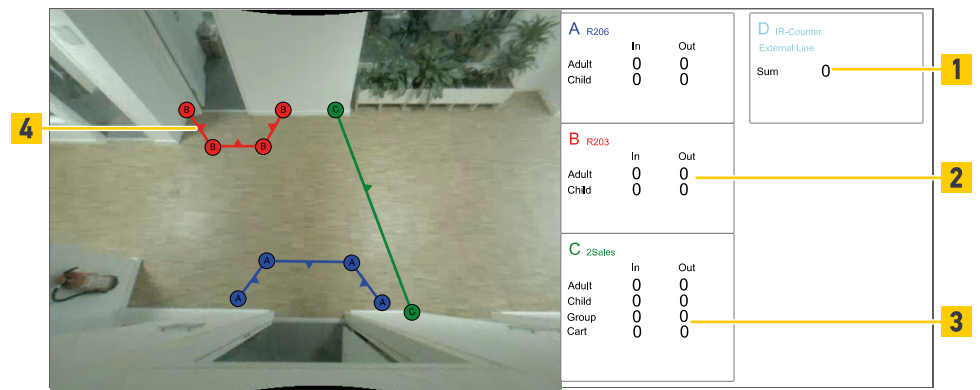 4
B
B
B
B
C
A
A
A
A
C
A R206
In Out
Adult 0 0
Child 0 0
B R203
In Out
Adult 0 0
Child 0 0
C 2Sales
In Out
Adult 0 0
Child 0 0
Group 0 0
Cart 0 0
D IR-Counter
External Line
Sum 0
1
2
3